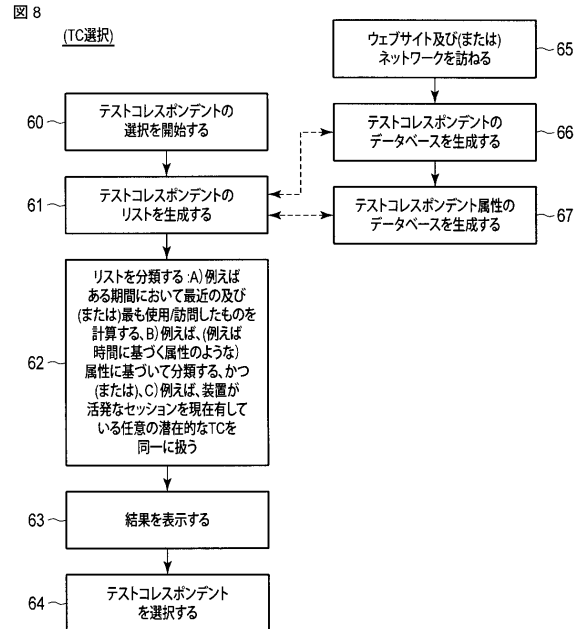 図8
(TC選択)
60
テストコレスポンデントの
選択を開始する
61
テストコレスポンデントの
リストを生成する
62
リストを分類する:A)例えば
ある期間において最近の及び
(または)最も使用/訪問したものを
計算する、B)例えば、(例えば
時間に基づく属性のような)
属性に基づいて分類する、かつ
(または)、C)例えば、装置が
活発なセッションを現在有して
いる任意の潜在的なTCを
同一に扱う
63
結果を表示する
64
テストコレスポンデント
を選択する
ウェブサイト及び(または)
ネットワークを訪ねる
65
テストコレスポンデントの
データベースを生成する
66
テストコレスポンデント属性の
データベースを生成する
67